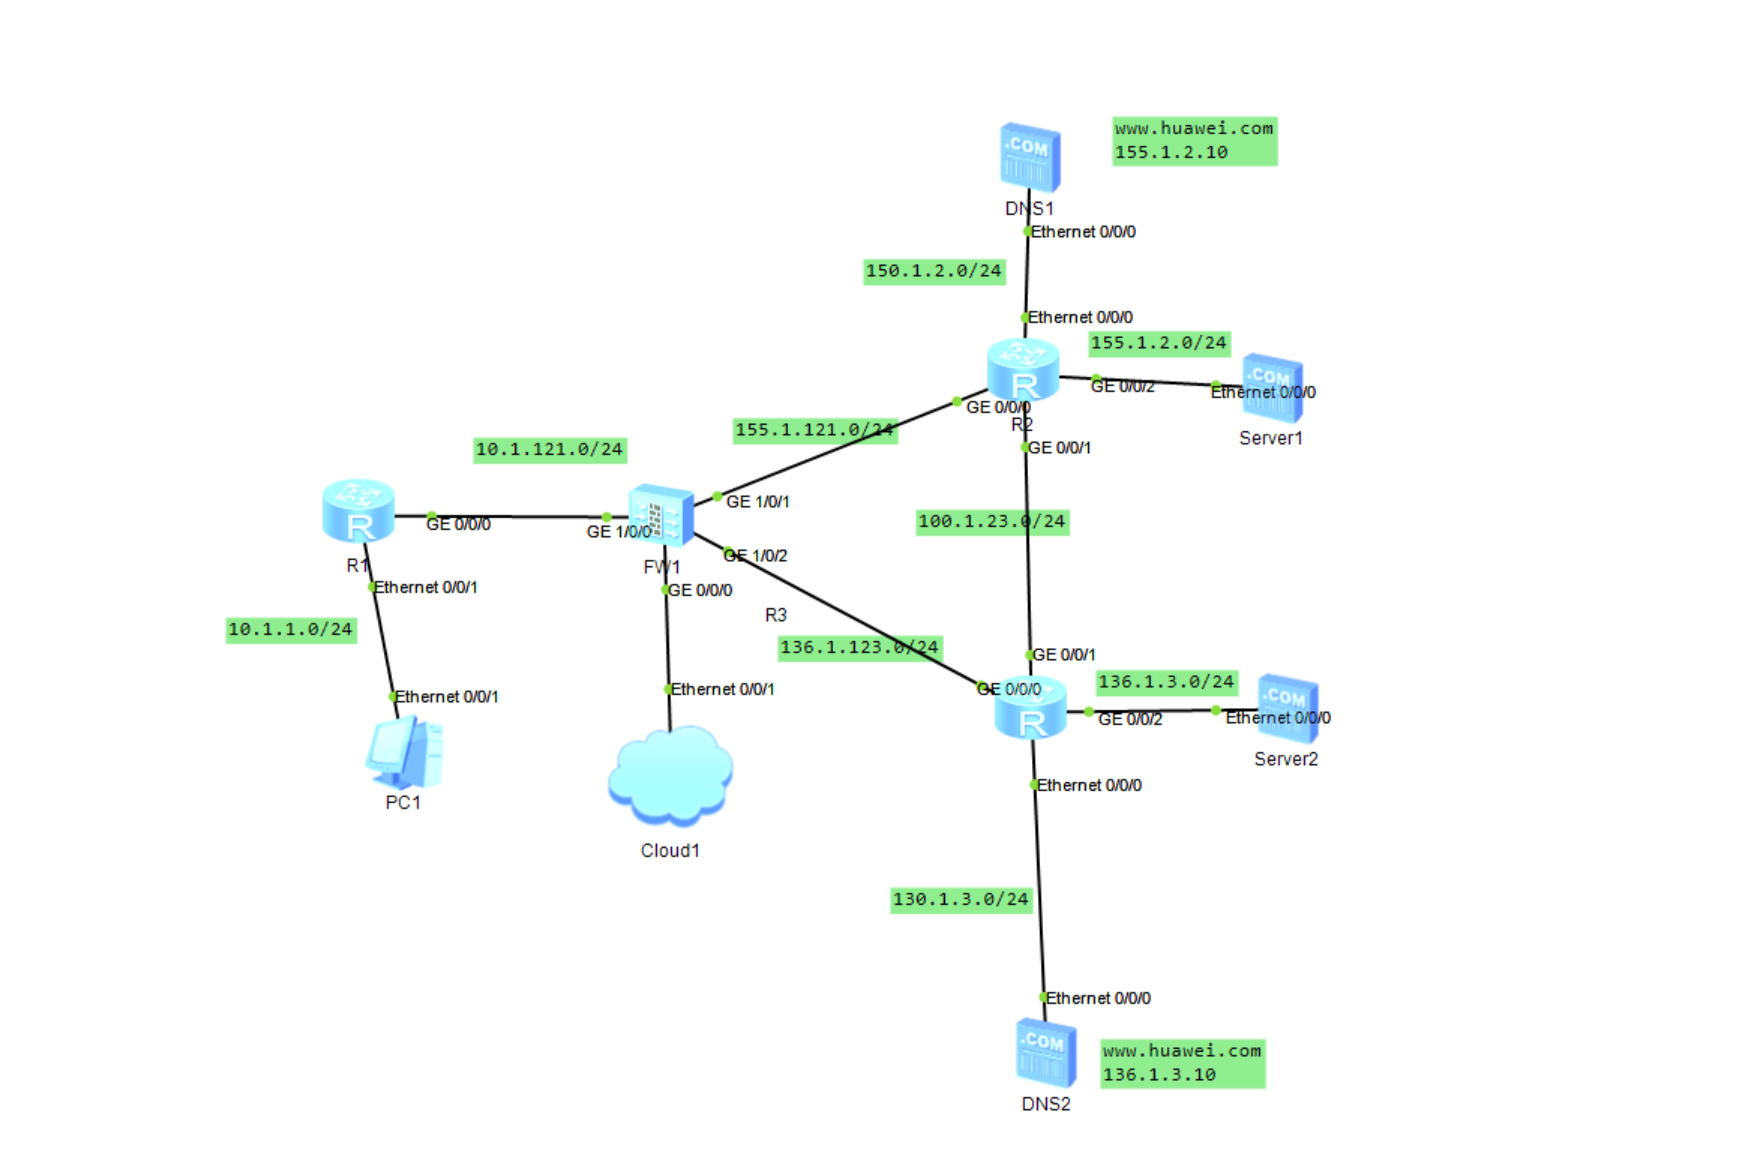 www.huawei.com
155.1.2.10
.COM
DNS1
Ethernet 0/0/0
150.1.2.0/24
Ethernet 0/0/0
155.1.2.0/24
.COM
R
GE 0/0/2
Ethernet 0/0/0
GE 0/0/0
R2
155.1.121.0/24
Server1
10.1.121.0/24
GE 0/0/1
GE 1/0/1
R
GE 0/0/0
GE 1/0/0
100.1.23.0/24
R1
FW1
GE 1/0/2
Ethernet 0/0/1
GE 0/0/0
R3
10.1.1.0/24
136.1.123.0/24
GE 0/0/1
Ethernet 0/0/1
Ethernet 0/0/1
GE 0/0/0
136.1.3.0/24
.COM
R
GE 0/0/2
Ethernet 0/0/0
Server2
Ethernet 0/0/0
PC1
Cloud1
130.1.3.0/24
Ethernet 0/0/0
.COM
www.huawei.com
136.1.3.10
DNS2